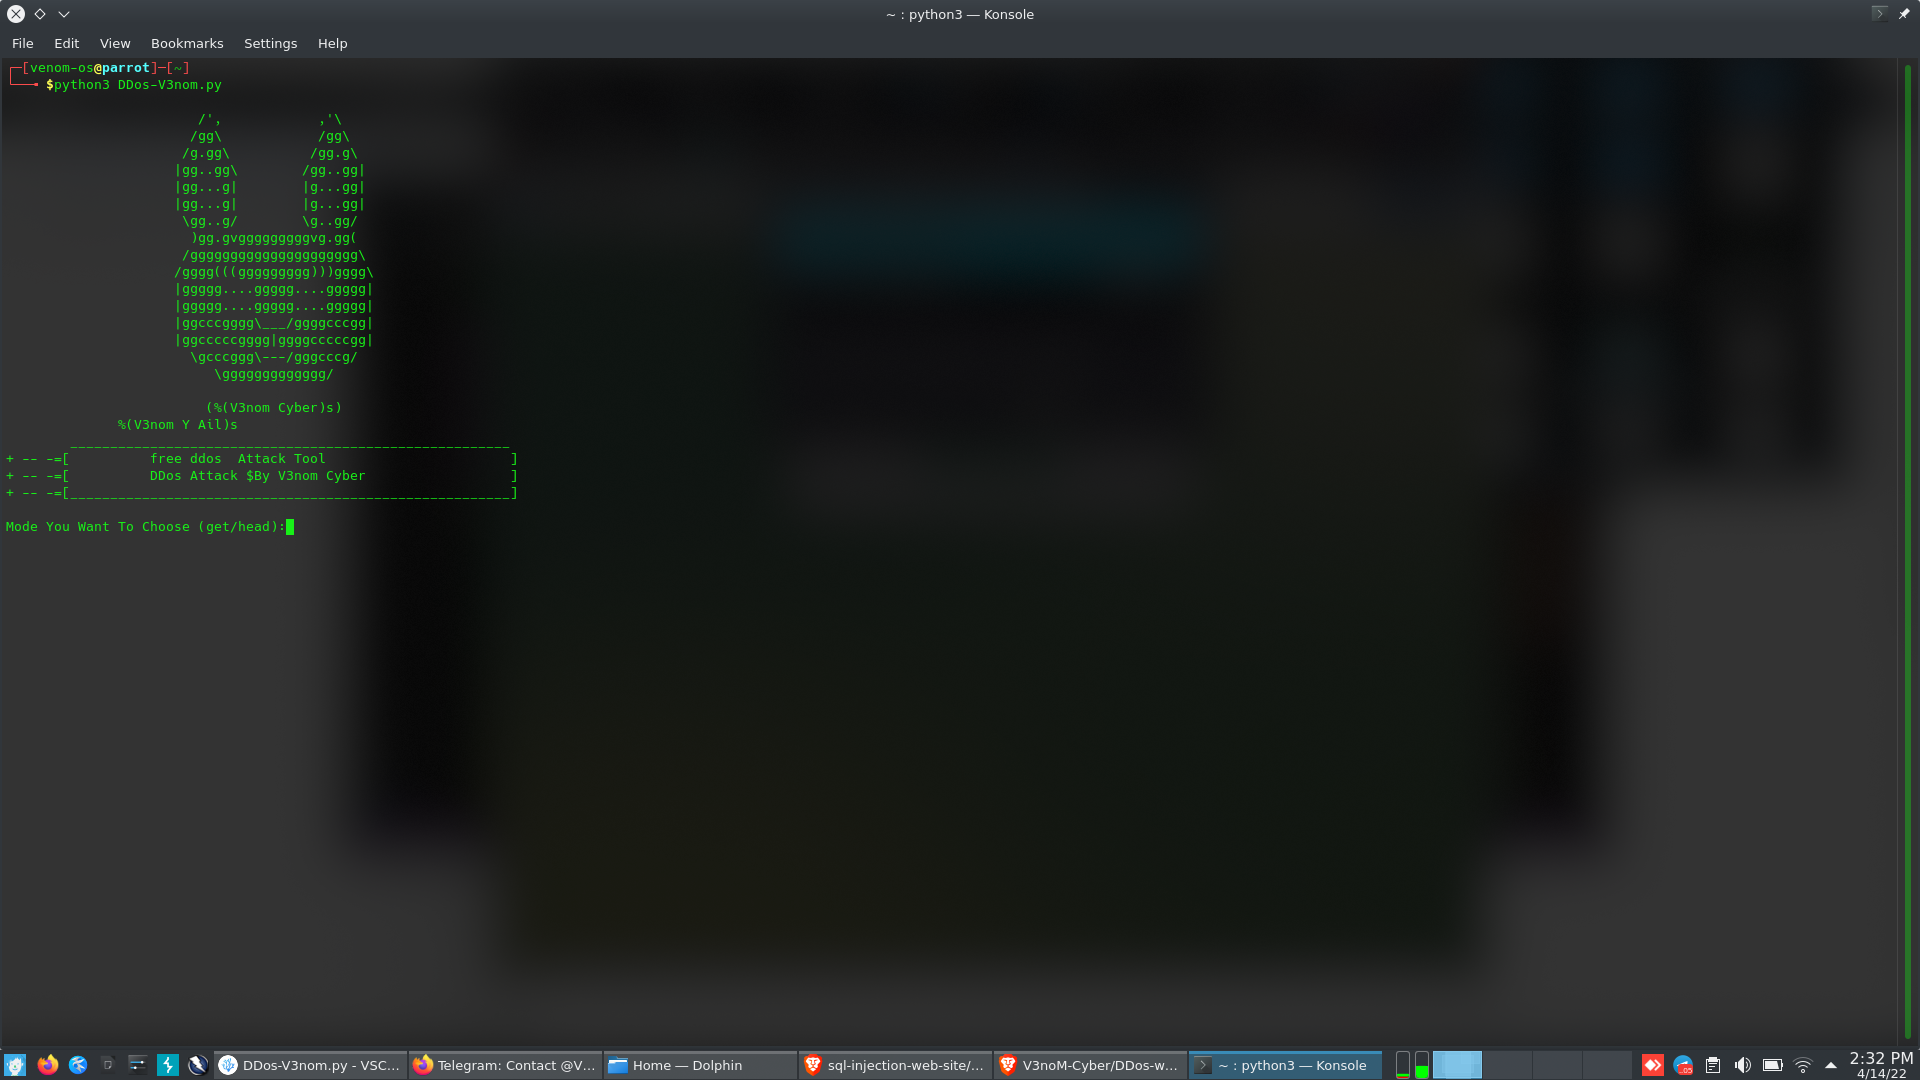 ~ : python3 — Konsole
File Edit View Bookmarks Settings Help
┌─[venom-os@parrot]─[~]
└──╼ $python3 DDos-V3nom.py
/',            ,'\
/gg\            /gg\
/g.gg\          /gg.g\
|gg..gg\        /gg..gg|
|gg...g|        |g...gg|
|gg...g|        |g...gg|
\gg..g/        \g..gg/
)gg.gvgggggggggvg.gg(
/ggggggggggggggggggggg\
/gggg(((ggggggggg)))gggg\
|ggggg....ggggg....ggggg|
|ggggg....ggggg....ggggg|
|ggcccgggg\___/ggggcccgg|
|ggcccccgggg|ggggcccccgg|
\gcccggg\---/gggcccg/
\ggggggggggggg/
(%(V3nom Cyber)s)
%(V3nom Y Ail)s
_______________________________________________________
+ -- -=[          free ddos  Attack Tool                       ]
+ -- -=[          DDos Attack $By V3nom Cyber                  ]
+ -- -=[_______________________________________________________]
Mode You Want To Choose (get/head):
DDos-V3nom.py - VSC...
Telegram: Contact @V...
Home — Dolphin
sql-injection-web-site/...
V3noM-Cyber/DDos-w...
~ : python3 — Konsole
2:32 PM
4/14/22